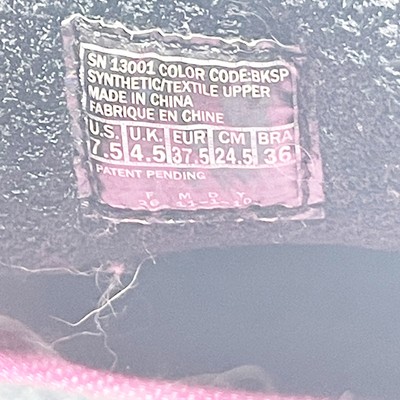 SN 13001 COLOR CODE:BKSP
SYNTHETIC/TEXTILE UPPER
MADE IN CHINA
FABRIQUE EN CHINE
U.S. U.K. EUR CM BRA
7.5 4.5 37.5 24.5 36
PATENT PENDING
F M D Y